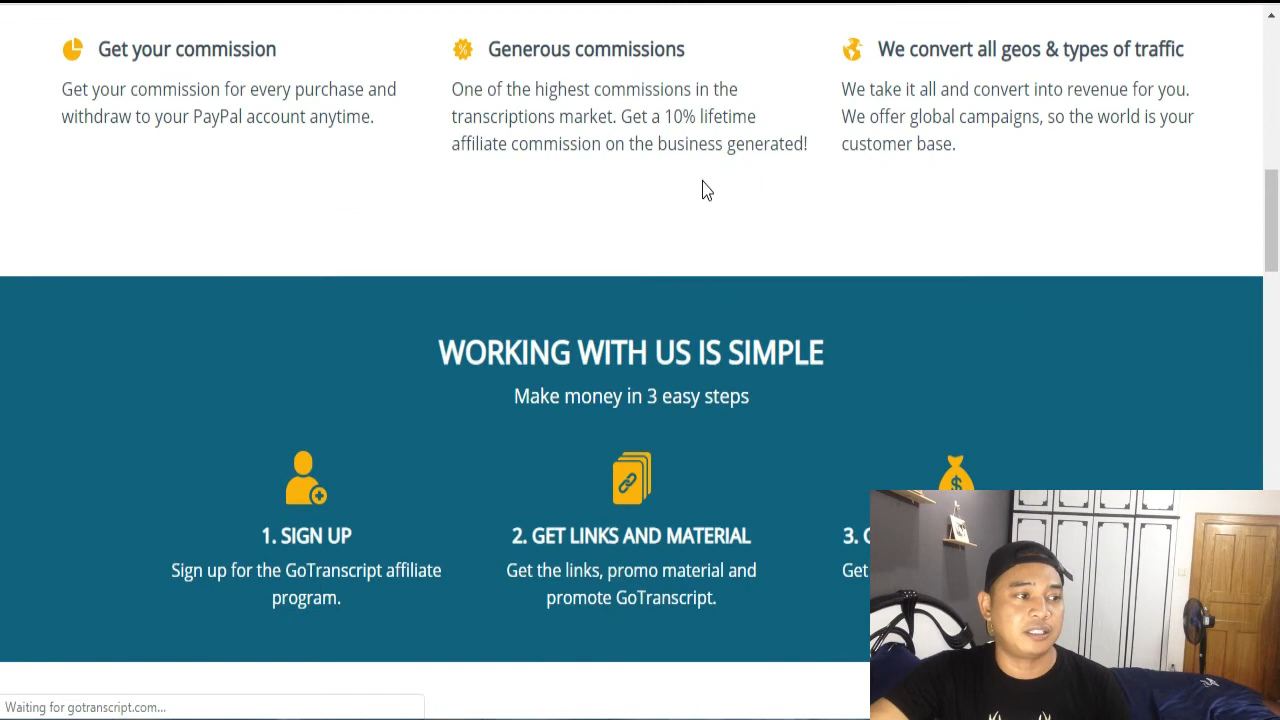 Get your commission
Get your commission for every purchase and
withdraw to your PayPal account anytime.
Generous commissions
One of the highest commissions in the
transcriptions market. Get a 10% lifetime
affiliate commission on the business generated!
We convert all geos & types of traffic
We take it all and convert into revenue for you.
We offer global campaigns, so the world is your
customer base.
WORKING WITH US IS SIMPLE
Make money in 3 easy steps
1. SIGN UP
Sign up for the GoTranscript affiliate
program.
2. GET LINKS AND MATERIAL
Get the links, promo material and
promote GoTranscript.
3.
Get
Waiting for gotranscript.com...